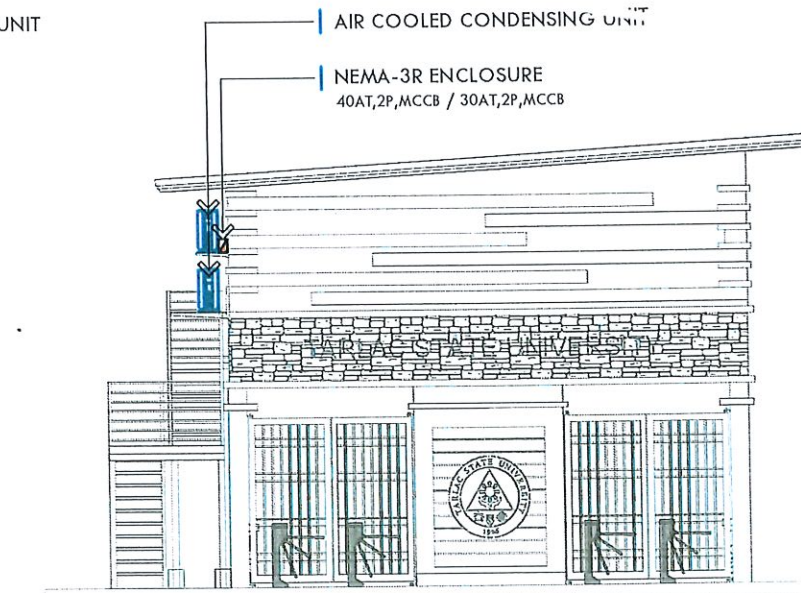 UNIT
AIR COOLED CONDENSING UNIT
NEMA-3R ENCLOSURE
40AT,2P,MCCB / 30AT,2P,MCCB
TARLAC STATE UNIVERSITY
TARLAC STATE UNIVERSITY